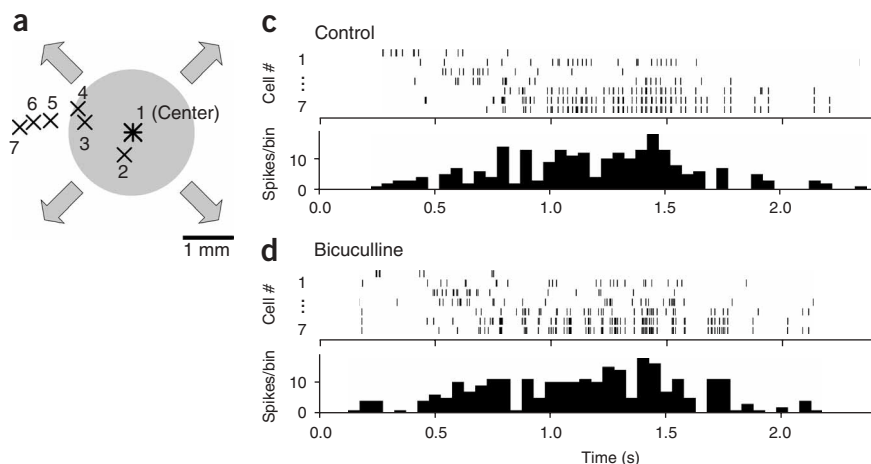 a
1 (Center)
2
3
4
5
6
7
1 mm
c
Control
Cell #
1
⋮
7
Spikes/bin
10
0
0.0 0.5 1.0 1.5 2.0
d
Bicuculline
Cell #
1
⋮
7
Spikes/bin
10
0
0.0 0.5 1.0 1.5 2.0
Time (s)